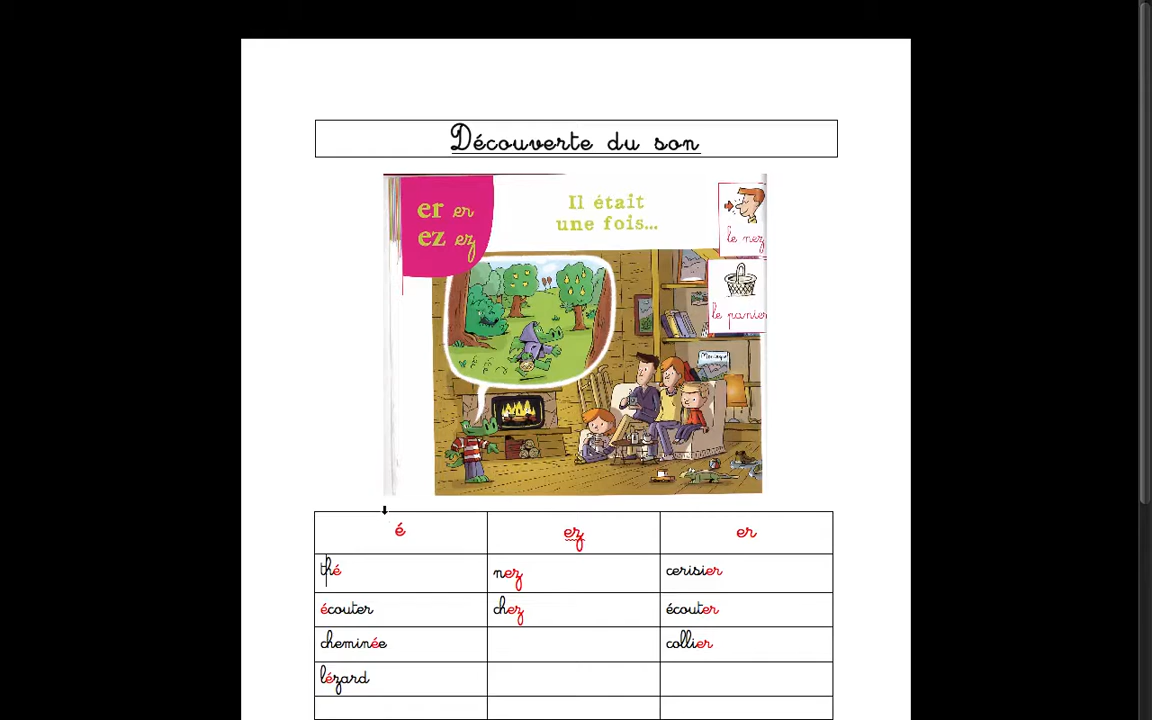 Découverte du son
er er
ez ez
Il était
une fois...
le nez
le panier
é ez er
thé nez cerisier
écouter chez écouter
cheminée collier
lézard